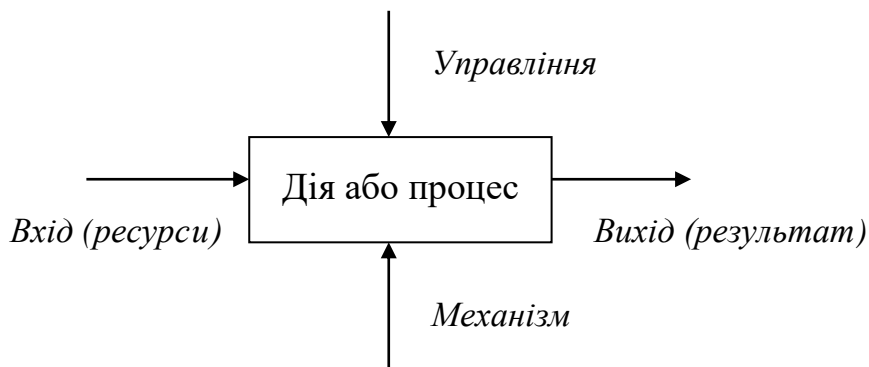 Управління
Дія або процес
Вхід (ресурси)
Вихід (результат)
Механізм